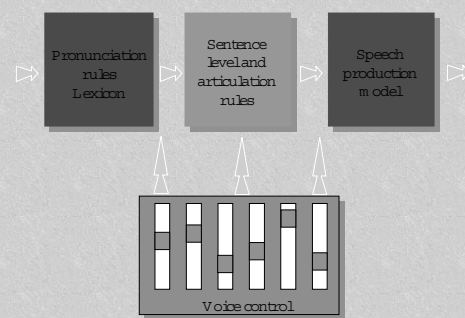 Pronunciation
rules
Lexicon
Sentence
level and
articulation
rules
Speech
production
model
Voice control